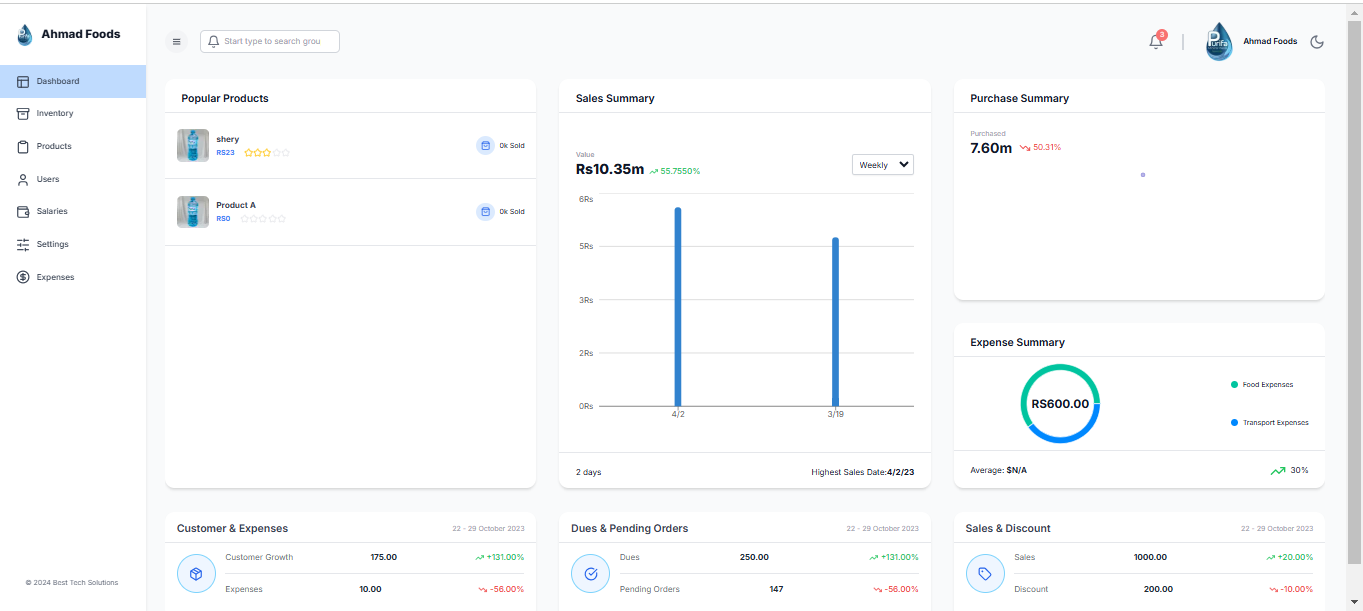 Ahmad Foods
Start type to search grou
3
Purifa
Ahmad Foods
Dashboard
Inventory
Products
Users
Salaries
Settings
Expenses
© 2024 Best Tech Solutions
Popular Products
shery
RS23
0k Sold
Product A
RS0
0k Sold
Sales Summary
Value
Rs10.35m 55.7550%
Weekly
6Rs
5Rs
3Rs
2Rs
0Rs
4/2 3/19
2 days
Highest Sales Date:4/2/23
Purchase Summary
Purchased
7.60m 50.31%
Expense Summary
RS600.00
Food Expenses
Transport Expenses
Average: $N/A
30%
Customer & Expenses
22 - 29 October 2023
Customer Growth 175.00 +131.00%
Expenses 10.00 -56.00%
Dues & Pending Orders
22 - 29 October 2023
Dues 250.00 +131.00%
Pending Orders 147 -56.00%
Sales & Discount
22 - 29 October 2023
Sales 1000.00 +20.00%
Discount 200.00 -10.00%